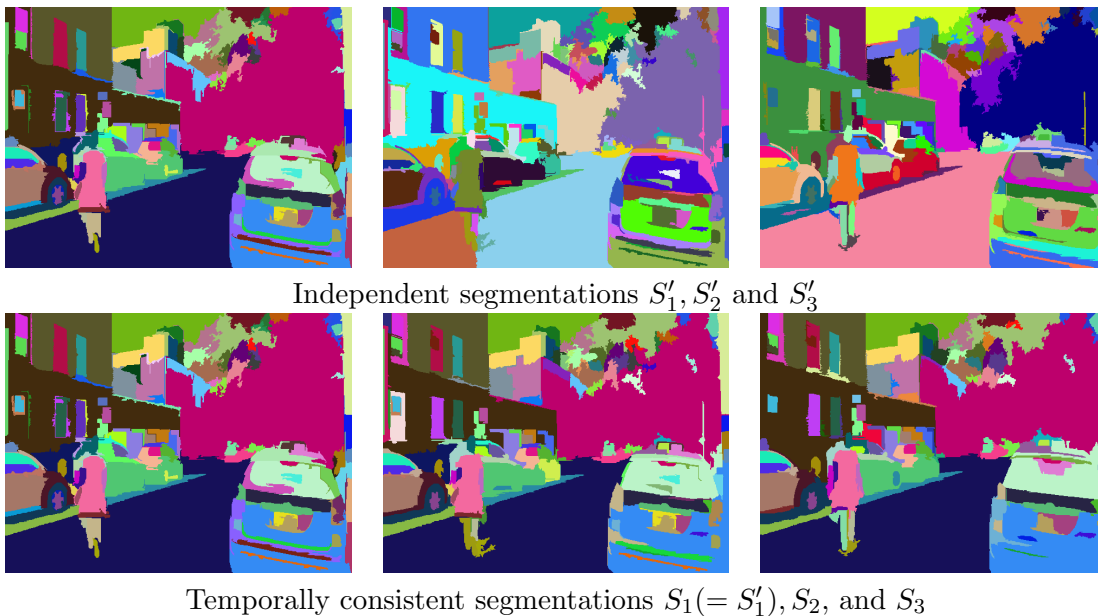 Independent segmentations S′₁, S′₂ and S′₃
Temporally consistent segmentations S₁(= S′₁), S₂, and S₃